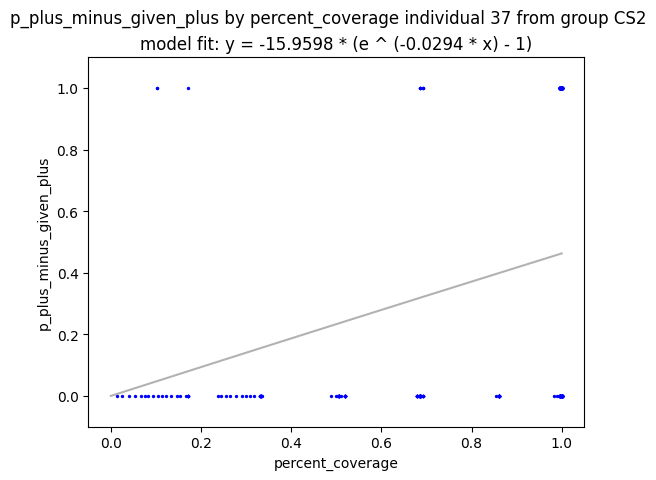 p_plus_minus_given_plus by percent_coverage individual 37 from group CS2
model fit: y = -15.9598 * (e ^ (-0.0294 * x) - 1)
1.0
0.8
0.6
0.4
0.2
0.0
p_plus_minus_given_plus
0.0 0.2 0.4 0.6 0.8 1.0
percent_coverage